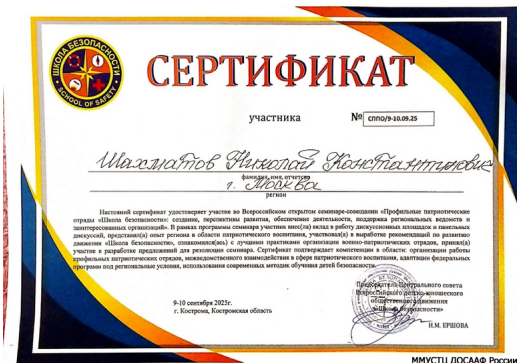 ШКОЛА БЕЗОПАСНОСТИ
SCHOOL OF SAFETY
СЕРТИФИКАТ
участника
№ СППО/9-10.09.25
Шахматов Николай Константинович
фамилия, имя, отчество
г. Москва
регион
Настоящий сертификат удостоверяет участие во Всероссийском открытом семинаре-совещании «Профильные патриотические
отряды «Школа безопасности»: создание, перспективы развития, обеспечение деятельности, поддержка региональных ведомств и
заинтересованных организаций». В рамках программы участник внес(ла) вклад в работу дискуссионных площадок и панельных
дискуссий, представил(а) опыт региона в области патриотического воспитания, участвовал(а) в выработке рекомендаций по развитию
движения «Школа безопасности», ознакомился(ась) с лучшими практиками организации военно-патриотических отрядов, принял(а)
участие в разработке предложений для резолюции семинара. Сертификат подтверждает компетенции в области: организации работы
профильных патриотических отрядов, межведомственного взаимодействия в сфере патриотического воспитания, адаптации федеральных
программ под региональные условия, использования современных методик обучения детей безопасности.
Председатель Центрального совета
Всероссийского детско-юношеского
общественного движения
«Школа безопасности»
9-10 сентября 2025г.
г. Кострома, Костромская область
Н.М. ЕРШОВА
ММУСТЦ ДОСААФ России